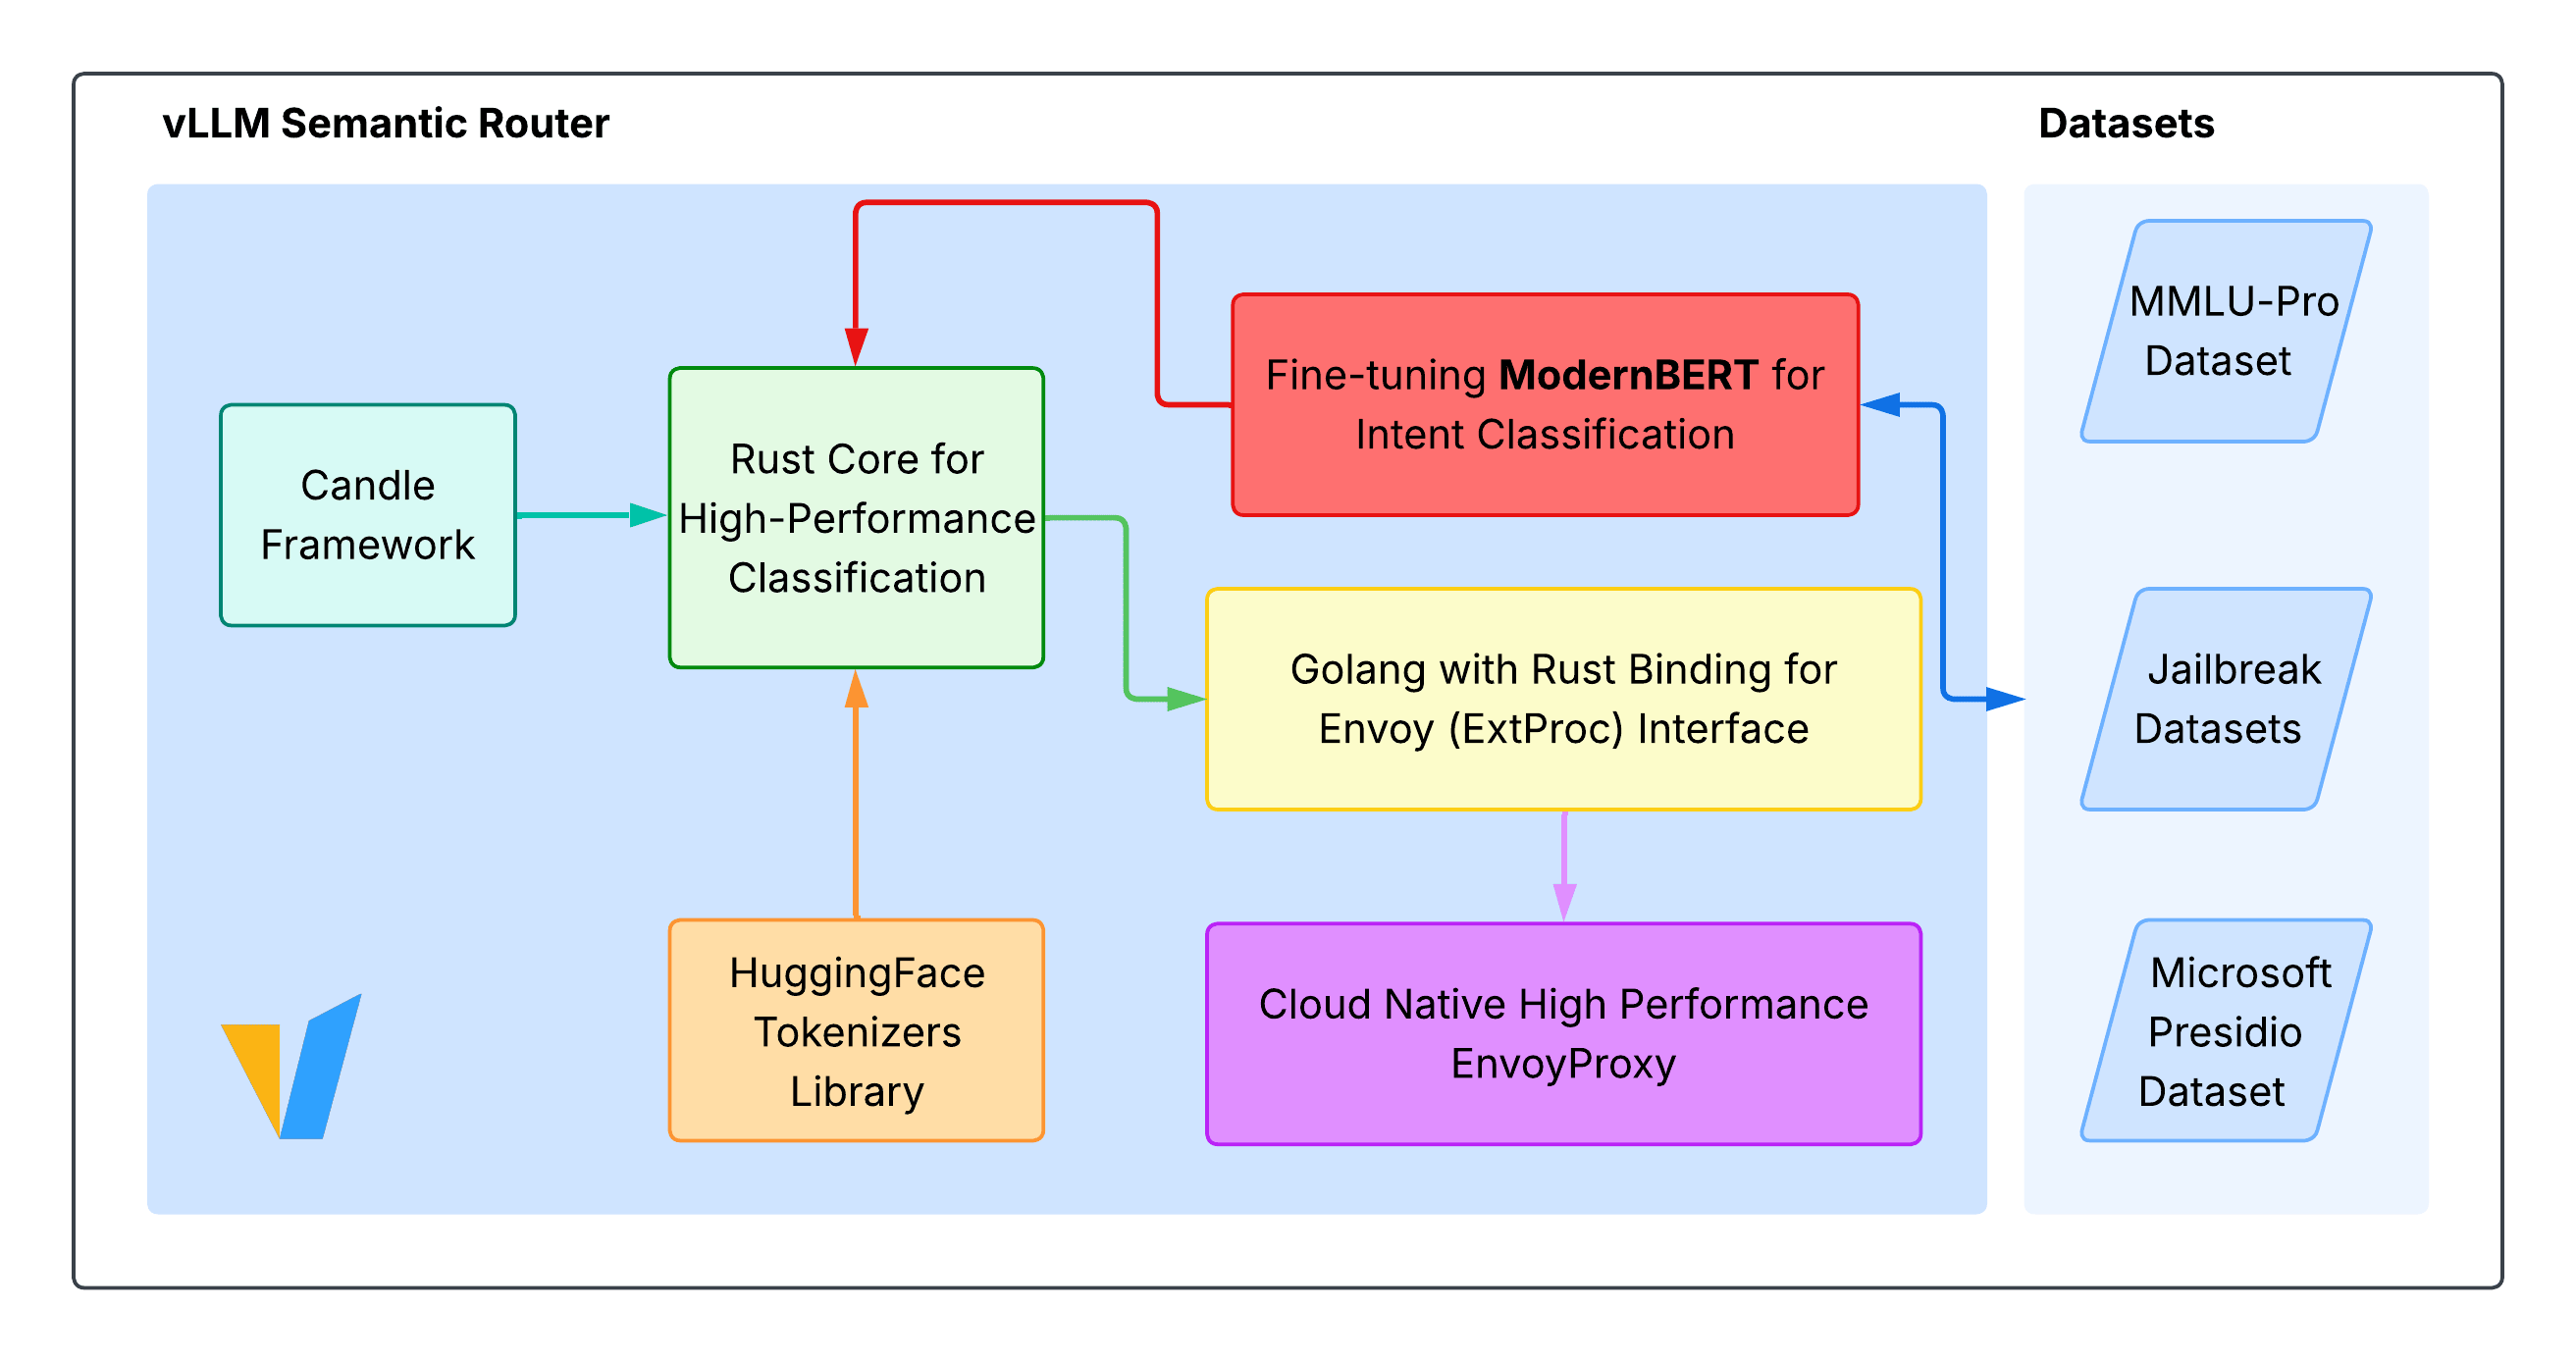 vLLM Semantic Router
Datasets
Candle
Framework
Rust Core for
High-Performance
Classification
HuggingFace
Tokenizers
Library
Fine-tuning ModernBERT for
Intent Classification
Golang with Rust Binding for
Envoy (ExtProc) Interface
Cloud Native High Performance
EnvoyProxy
MMLU-Pro
Dataset
Jailbreak
Datasets
Microsoft
Presidio
Dataset